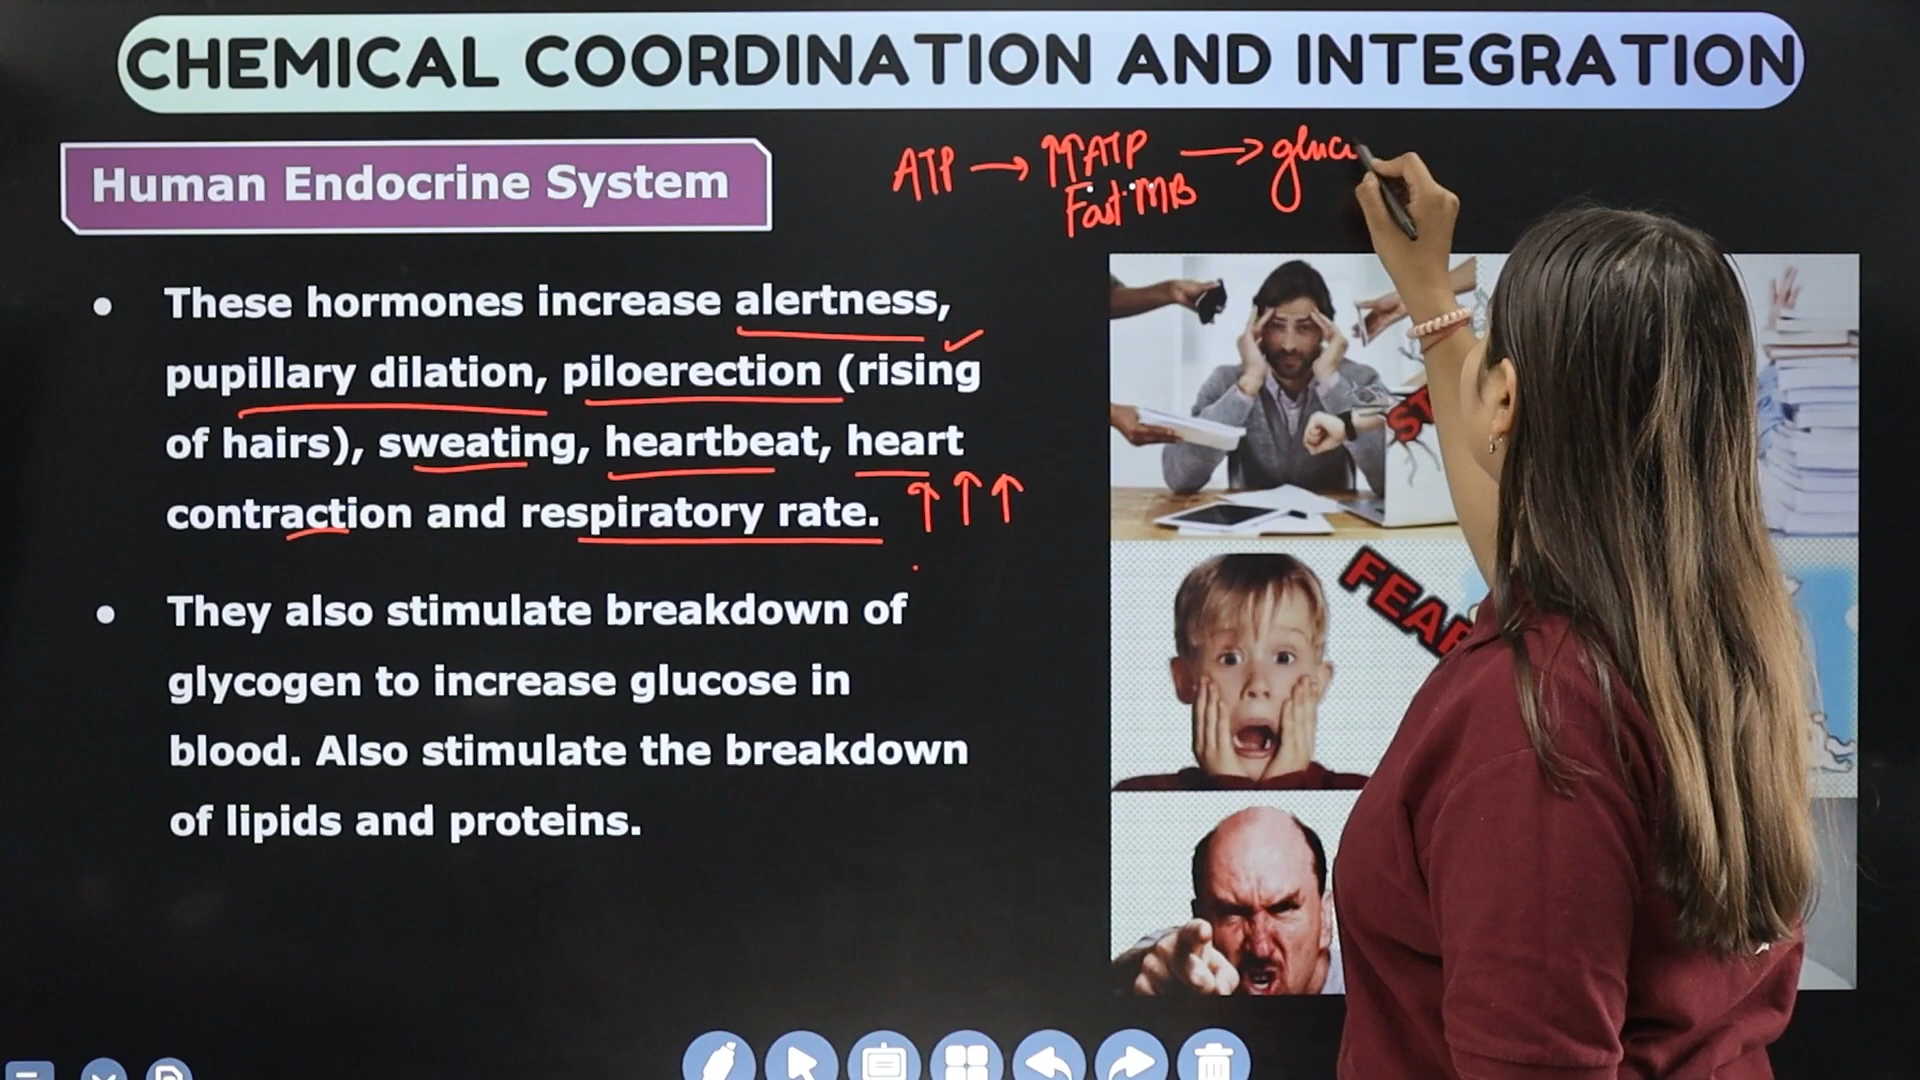 CHEMICAL COORDINATION AND INTEGRATION
Human Endocrine System
ATP → ↑↑ATP → gluc
Fast MB
• These hormones increase alertness,
pupillary dilation, piloerection (rising
of hairs), sweating, heartbeat, heart
contraction and respiratory rate. ↑ ↑ ↑
• They also stimulate breakdown of
glycogen to increase glucose in
blood. Also stimulate the breakdown
of lipids and proteins.
ST
FEAR